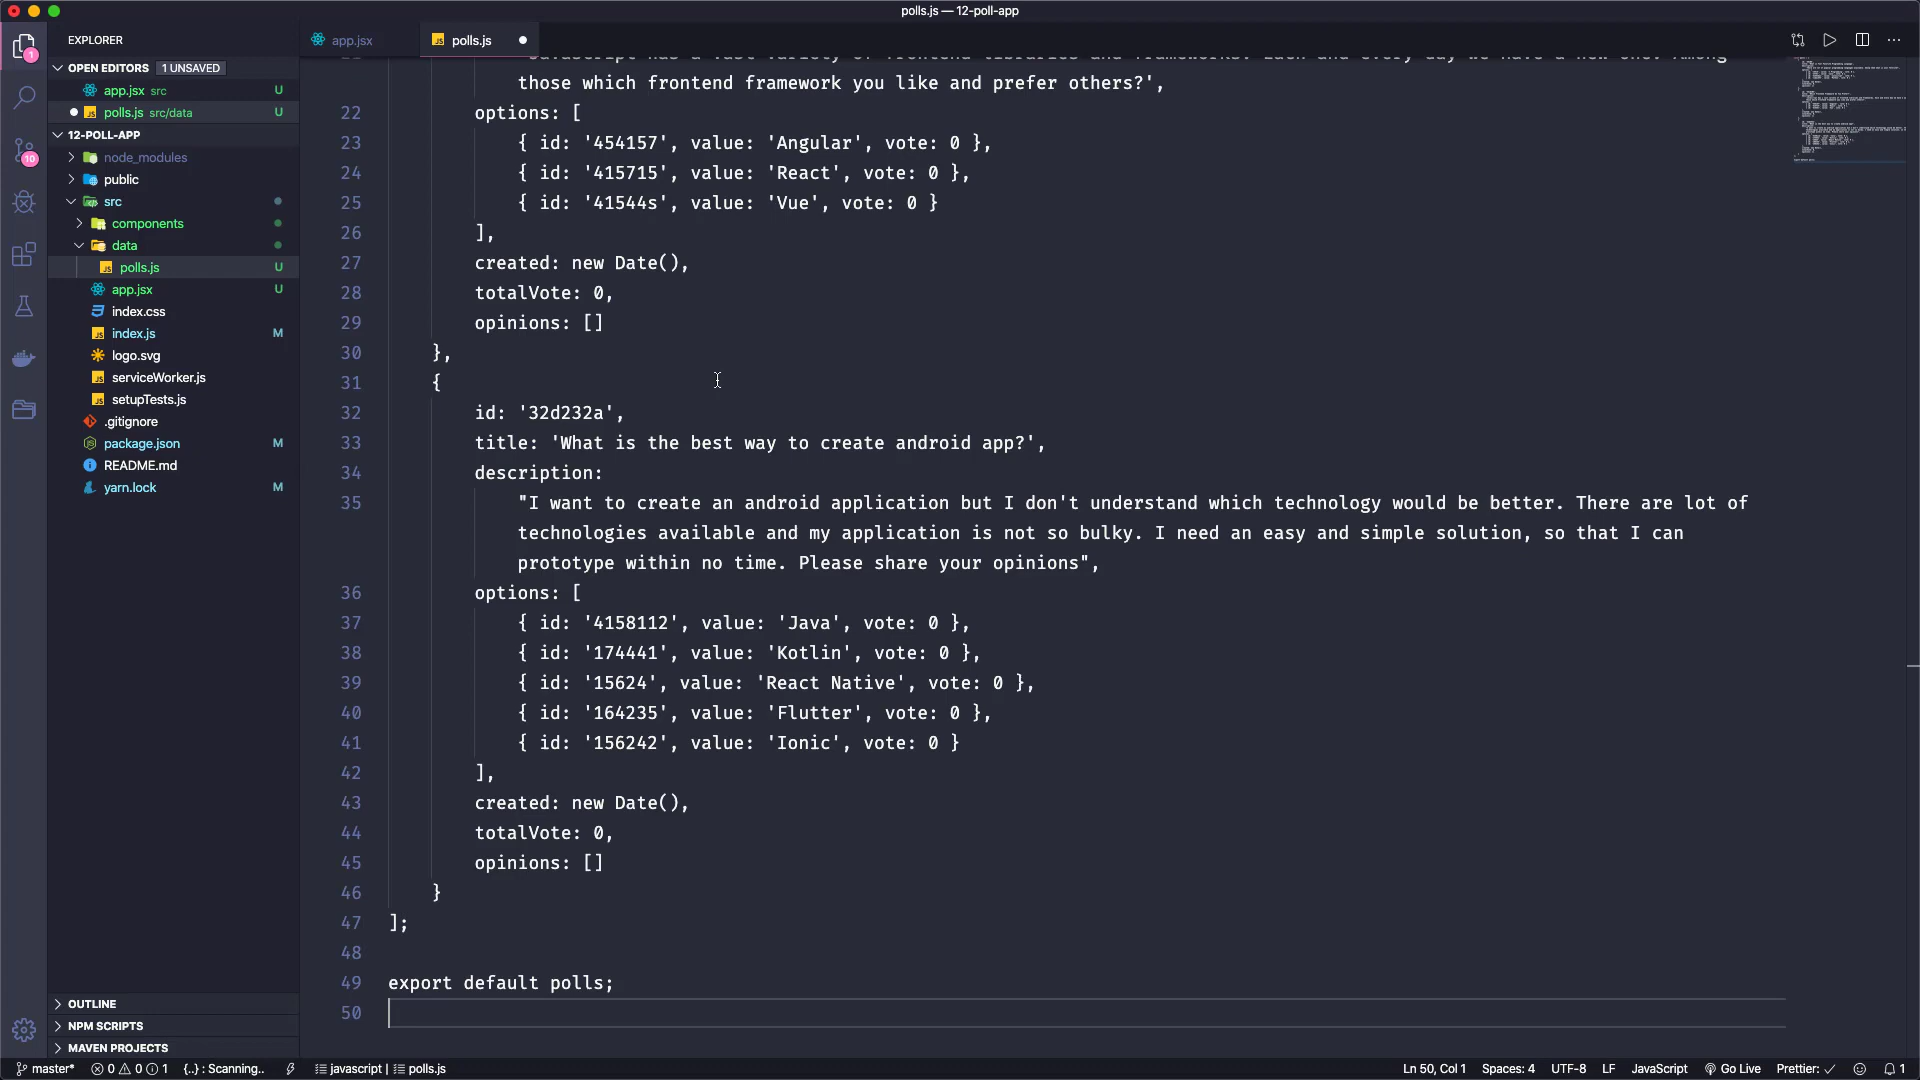 polls.js — 12-poll-app
EXPLORER
OPEN EDITORS 1 UNSAVED
app.jsx src U
polls.js src/data U
12-POLL-APP
node_modules
public
src
components
data
polls.js U
app.jsx U
index.css
index.js M
logo.svg
serviceWorker.js
setupTests.js
.gitignore
package.json M
README.md
yarn.lock M
OUTLINE
NPM SCRIPTS
MAVEN PROJECTS
1
10
app.jsx
polls.js
those which frontend framework you like and prefer others?',
22 options: [
23 { id: '454157', value: 'Angular', vote: 0 },
24 { id: '415715', value: 'React', vote: 0 },
25 { id: '41544s', value: 'Vue', vote: 0 }
26 ],
27 created: new Date(),
28 totalVote: 0,
29 opinions: []
30 },
31 {
32 id: '32d232a',
33 title: 'What is the best way to create android app?',
34 description:
35 "I want to create an android application but I don't understand which technology would be better. There are lot of
technologies available and my application is not so bulky. I need an easy and simple solution, so that I can
prototype within no time. Please share your opinions",
36 options: [
37 { id: '4158112', value: 'Java', vote: 0 },
38 { id: '174441', value: 'Kotlin', vote: 0 },
39 { id: '15624', value: 'React Native', vote: 0 },
40 { id: '164235', value: 'Flutter', vote: 0 },
41 { id: '156242', value: 'Ionic', vote: 0 }
42 ],
43 created: new Date(),
44 totalVote: 0,
45 opinions: []
46 }
47 ];
48
49 export default polls;
50
master* 0 0 1 {..} : Scanning.. javascript | polls.js Ln 50, Col 1 Spaces: 4 UTF-8 LF JavaScript Go Live Prettier: ✓ 1